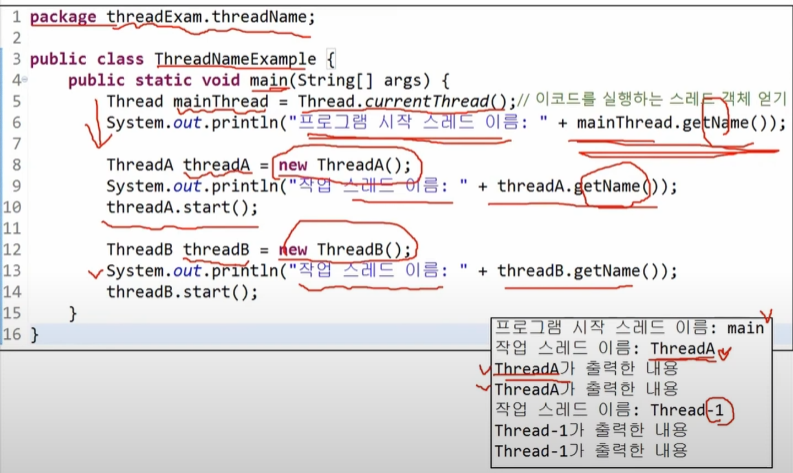 1 package threadExam.threadName;
2
3 public class ThreadNameExample {
4 public static void main(String[] args) {
5 Thread mainThread = Thread.currentThread();// 이코드를 실행하는 스레드 객체 얻기
6 System.out.println("프로그램 시작 스레드 이름: " + mainThread.getName());
7
8 ThreadA threadA = new ThreadA();
9 System.out.println("작업 스레드 이름: " + threadA.getName());
10 threadA.start();
11
12 ThreadB threadB = new ThreadB();
13 System.out.println("작업 스레드 이름: " + threadB.getName());
14 threadB.start();
15 }
16 }
프로그램 시작 스레드 이름: main
작업 스레드 이름: ThreadA
ThreadA가 출력한 내용
ThreadA가 출력한 내용
작업 스레드 이름: Thread-1
Thread-1가 출력한 내용
Thread-1가 출력한 내용